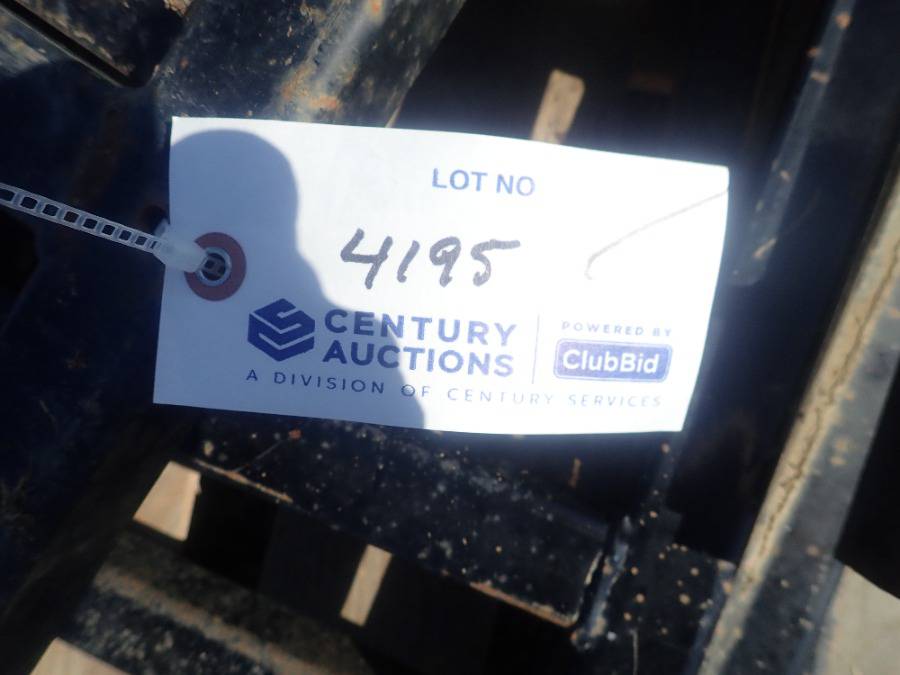 LOT NO
4195
CENTURY
AUCTIONS
A DIVISION OF CENTURY SERVICES
POWERED BY
ClubBid